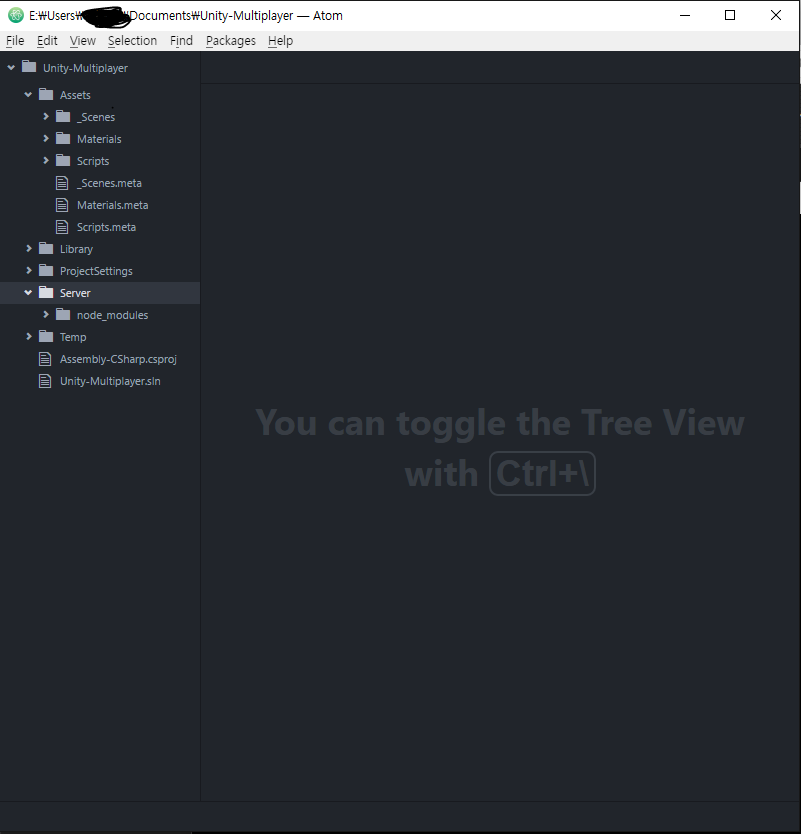 E:₩Users₩ ₩Documents₩Unity-Multiplayer — Atom
File Edit View Selection Find Packages Help
Unity-Multiplayer
Assets
_Scenes
Materials
Scripts
_Scenes.meta
Materials.meta
Scripts.meta
Library
ProjectSettings
Server
node_modules
Temp
Assembly-CSharp.csproj
Unity-Multiplayer.sln
You can toggle the Tree View
with Ctrl+\